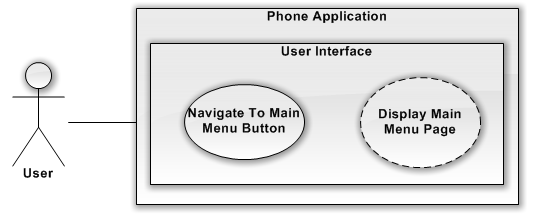 Phone Application
User Interface
Navigate To Main
Menu Button
Display Main
Menu Page
User